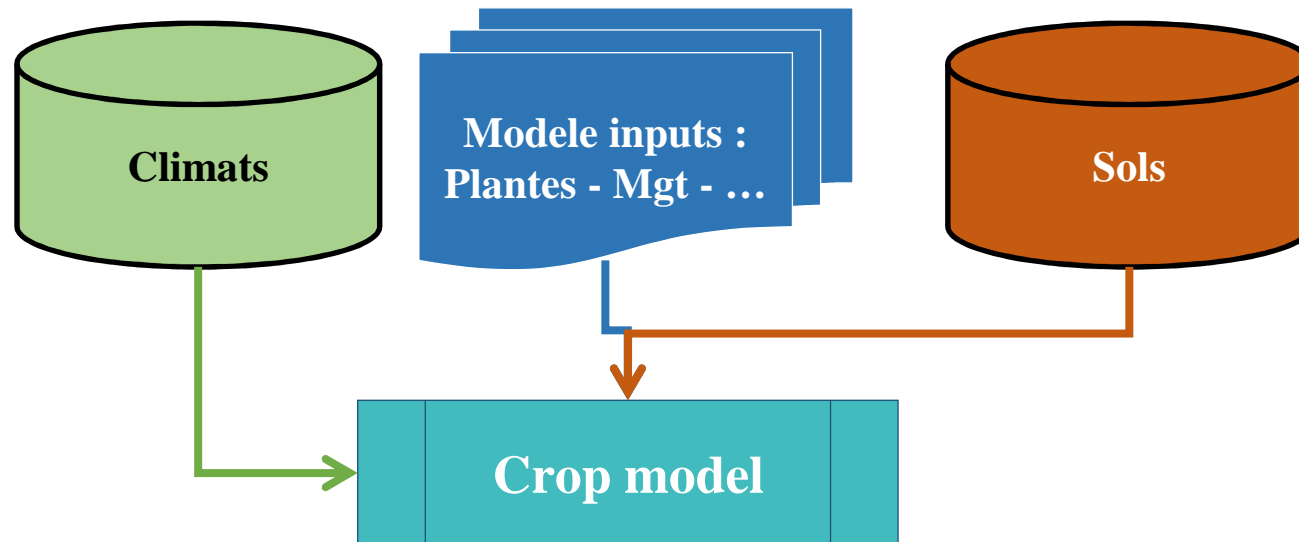 Climats
Modele inputs :
Plantes - Mgt - …
Sols
Crop model